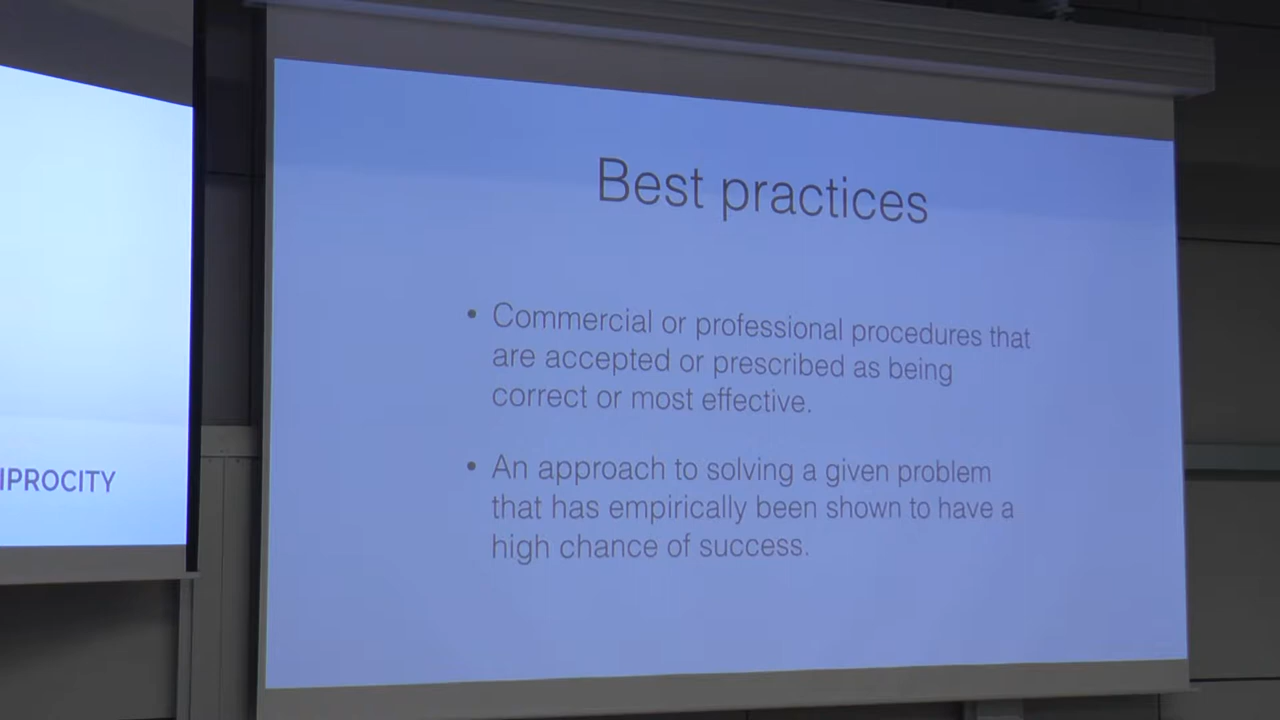 Best practices
• Commercial or professional procedures that
are accepted or prescribed as being
correct or most effective.
• An approach to solving a given problem
that has empirically been shown to have a
high chance of success.
IPROCITY